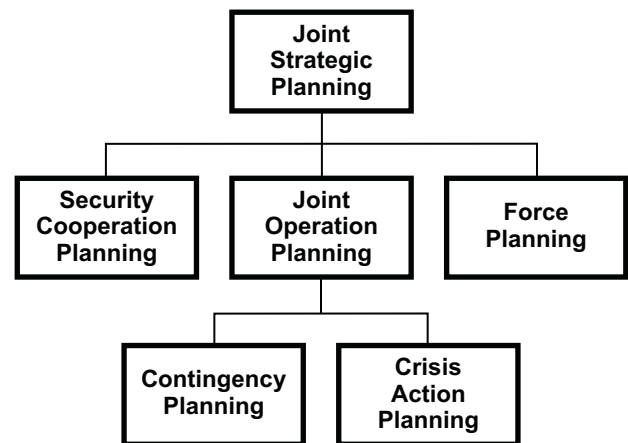 Joint
Strategic
Planning
Security
Cooperation
Planning
Joint
Operation
Planning
Force
Planning
Contingency
Planning
Crisis
Action
Planning